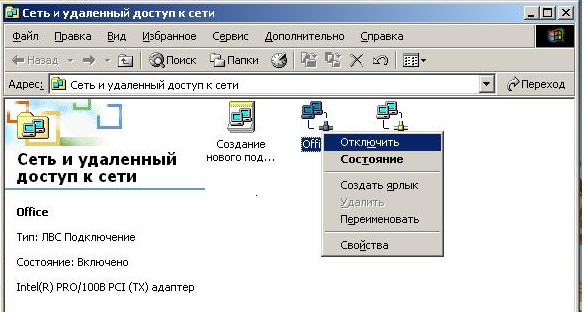 Сеть и удаленный доступ к сети
Файл Правка Вид Избранное Сервис Дополнительно Справка
Назад Поиск Папки
Адрес: Сеть и удаленный доступ к сети Переход
Сеть и удаленный
доступ к сети
Office
Тип: ЛВС Подключение
Состояние: Включено
Intel(R) PRO/100B PCI (TX) адаптер
Создание
нового под...
Отключить
Состояние
Создать ярлык
Удалить
Переименовать
Свойства